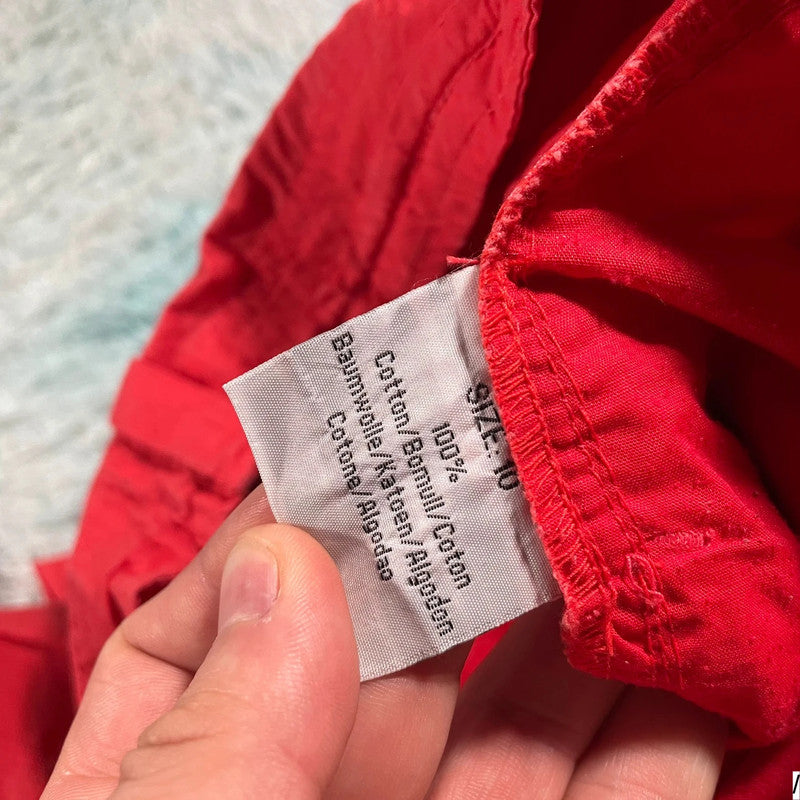 SIZE: 10
100%
Cotton/Bomull/Coton
Baumwolle/Katoen/Algodon
Cotone/Algodao